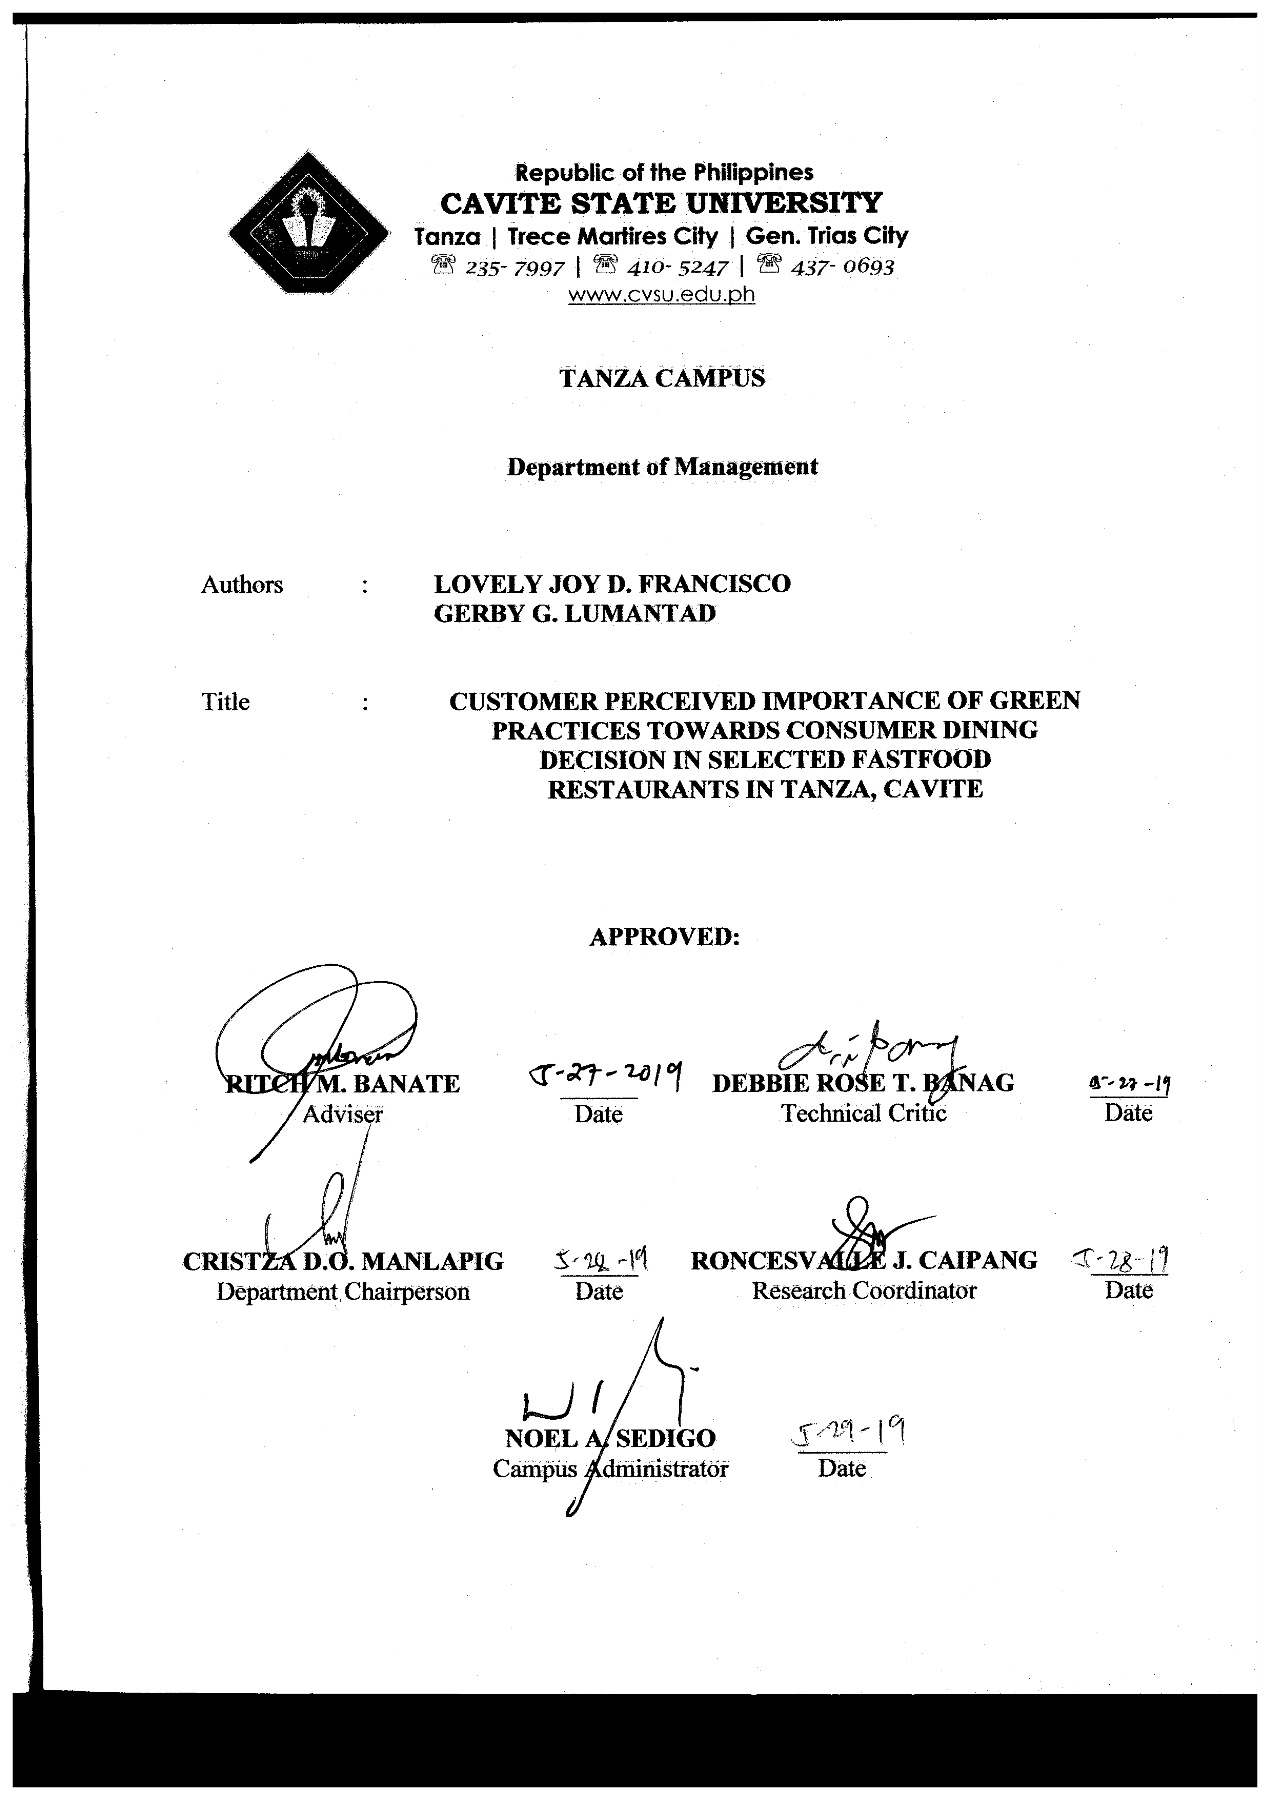 Republic of the Philippines
CAVITE STATE UNIVERSITY
Tanza | Trece Martires City | Gen. Trias City
☏ 235- 7997 | ☏ 410- 5247 | ☏ 437- 0693
www.cvsu.edu.ph
TANZA CAMPUS
Department of Management
Authors : LOVELY JOY D. FRANCISCO
GERBY G. LUMANTAD
Title : CUSTOMER PERCEIVED IMPORTANCE OF GREEN
PRACTICES TOWARDS CONSUMER DINING
DECISION IN SELECTED FASTFOOD
RESTAURANTS IN TANZA, CAVITE
APPROVED:
RITCH M. BANATE 5-27-2019 DEBBIE ROSE T. BANAG 5-27-19
Adviser Date Technical Critic Date
CRISTZA D.O. MANLAPIG RONCESVALLE J. CAIPANG 5-28-19
Department Chairperson Date Research Coordinator Date
NOEL A. SEDIGO 5-29-19
Campus Administrator Date